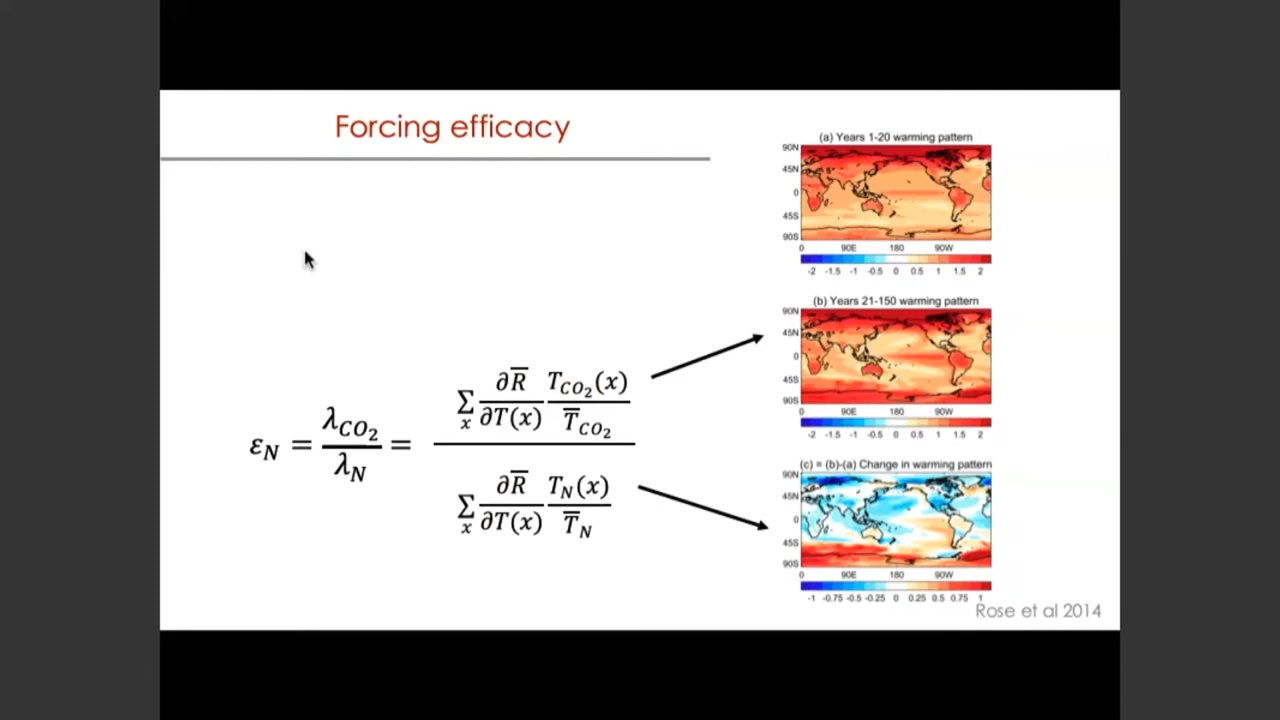 Forcing efficacy
(a) Years 1-20 warming pattern
90N
45N
0
45S
90S
0 90E 180 90W
-2 -1.5 -1 -0.5 0 0.5 1 1.5 2
(b) Years 21-150 warming pattern
90N
45N
0
45S
90S
0 90E 180 90W
-2 -1.5 -1 -0.5 0 0.5 1 1.5 2
ε_N = λ_CO₂ / λ_N = (Σ_x ∂R̅/∂T(x) T_CO₂(x)/T̅_CO₂) / (Σ_x ∂R̅/∂T(x) T_N(x)/T̅_N)
(c) = (b)-(a) Change in warming pattern
90N
45N
0
45S
90S
0 90E 180 90W
-1 -0.75 -0.5 -0.25 0 0.25 0.5 0.75 1
Rose et al 2014